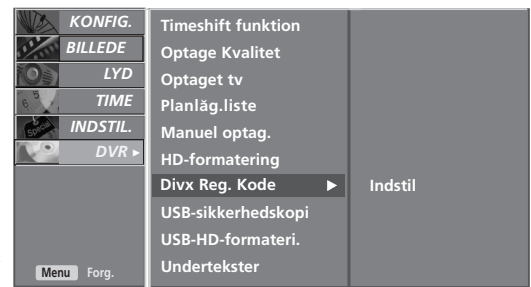 KONFIG.
BILLEDE
LYD
TIME
INDSTIL.
DVR ►
Menu Forg.
Timeshift funktion
Optage Kvalitet
Optaget tv
Planlăg.liste
Manuel optag.
HD-formatering
Divx Reg. Kode ► Indstil
USB-sikkerhedskopi
USB-HD-formateri.
Undertekster